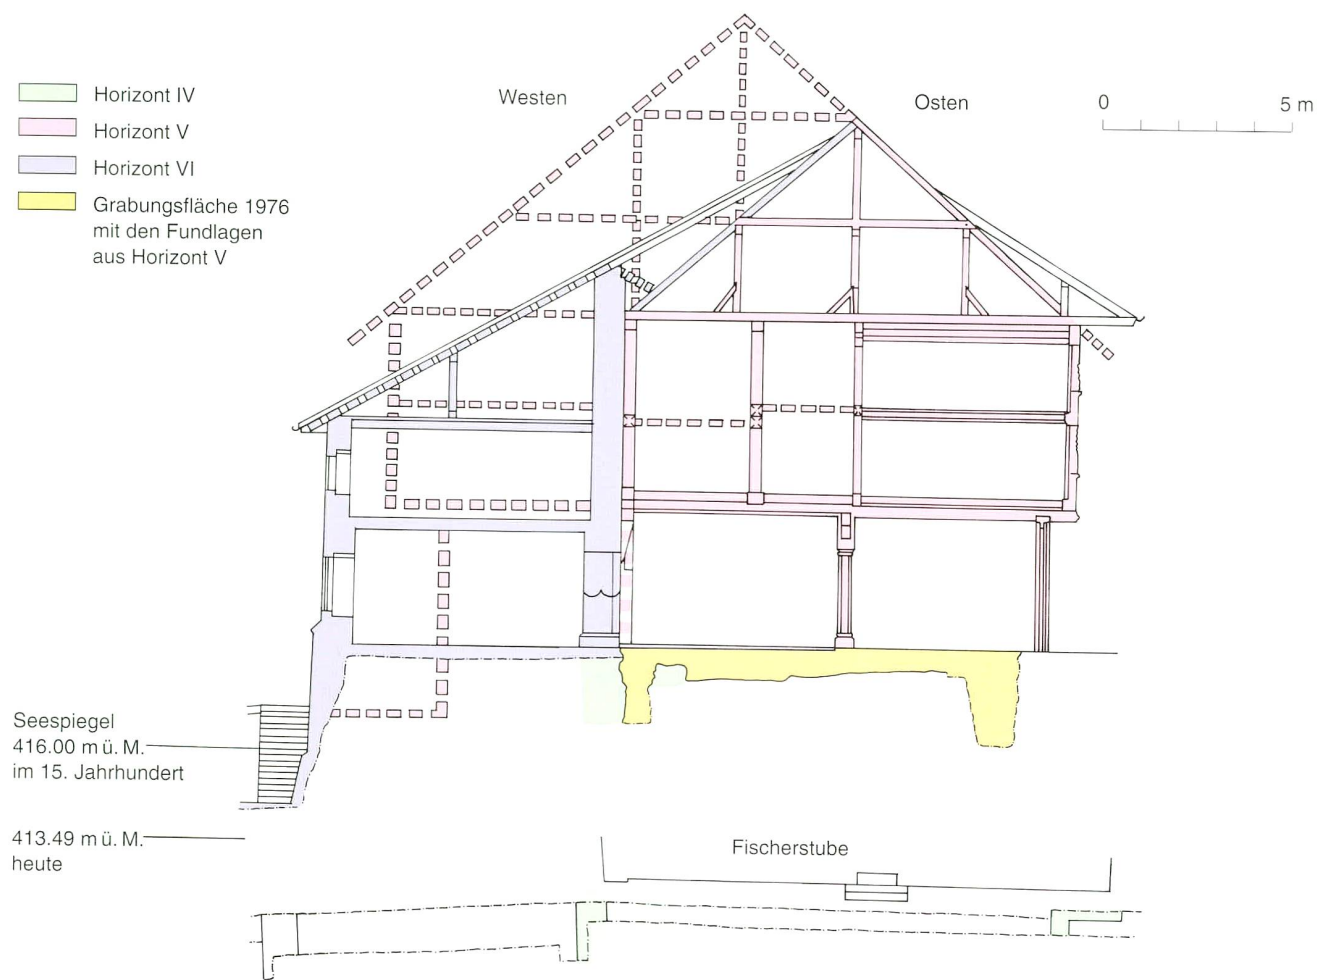 Horizont IV
Horizont V
Horizont VI
Grabungsfläche 1976
mit den Fundlagen
aus Horizont V
Westen
Osten
0 5 m
Seespiegel
416.00 m ü. M.
im 15. Jahrhundert
413.49 m ü. M.
heute
Fischerstube